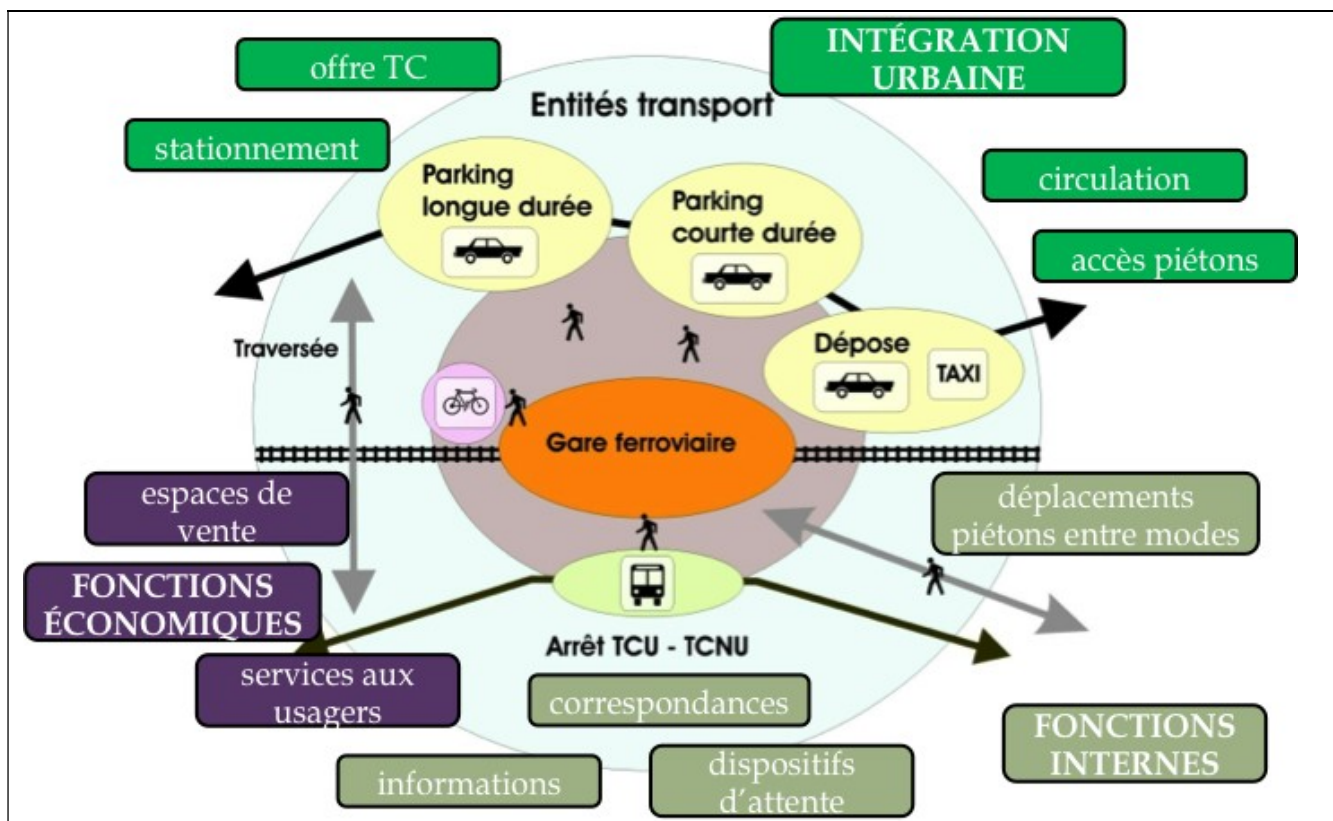 offre TC
INTÉGRATION
URBAINE
Entités transport
stationnement
circulation
Parking
longue durée
Parking
courte durée
accès piétons
Traversée
Dépose
TAXI
Gare ferroviaire
espaces de
vente
déplacements
piétons entre modes
FONCTIONS
ÉCONOMIQUES
Arrêt TCU - TCNU
services aux
usagers
correspondances
FONCTIONS
INTERNES
informations
dispositifs
d'attente